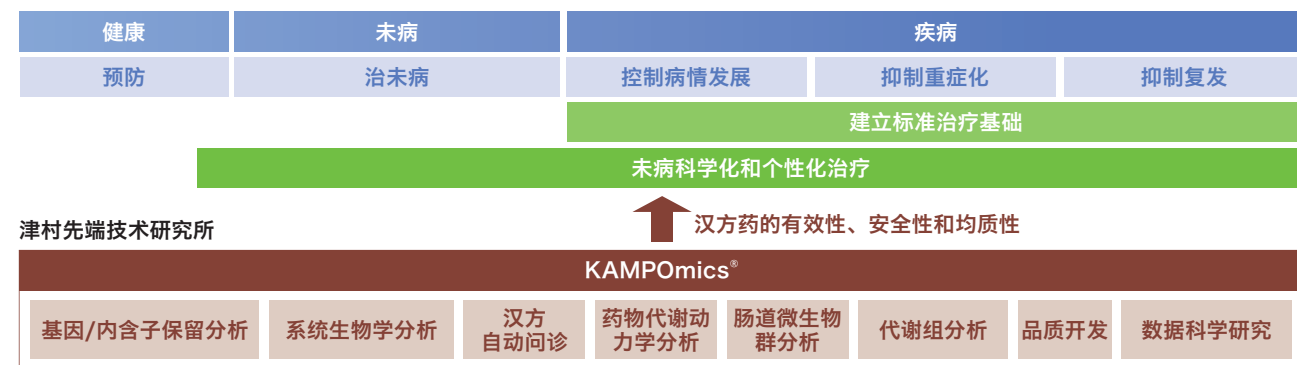 健康
未病
疾病
预防
治未病
控制病情发展
抑制重症化
抑制复发
建立标准治疗基础
未病科学化和个性化治疗
汉方药的有效性、安全性和均质性
津村先端技术研究所
KAMPOmics®
基因/内含子保留分析
系统生物学分析
汉方
自动问诊
药物代谢动
力学分析
肠道微生物
群分析
代谢组分析
品质开发
数据科学研究